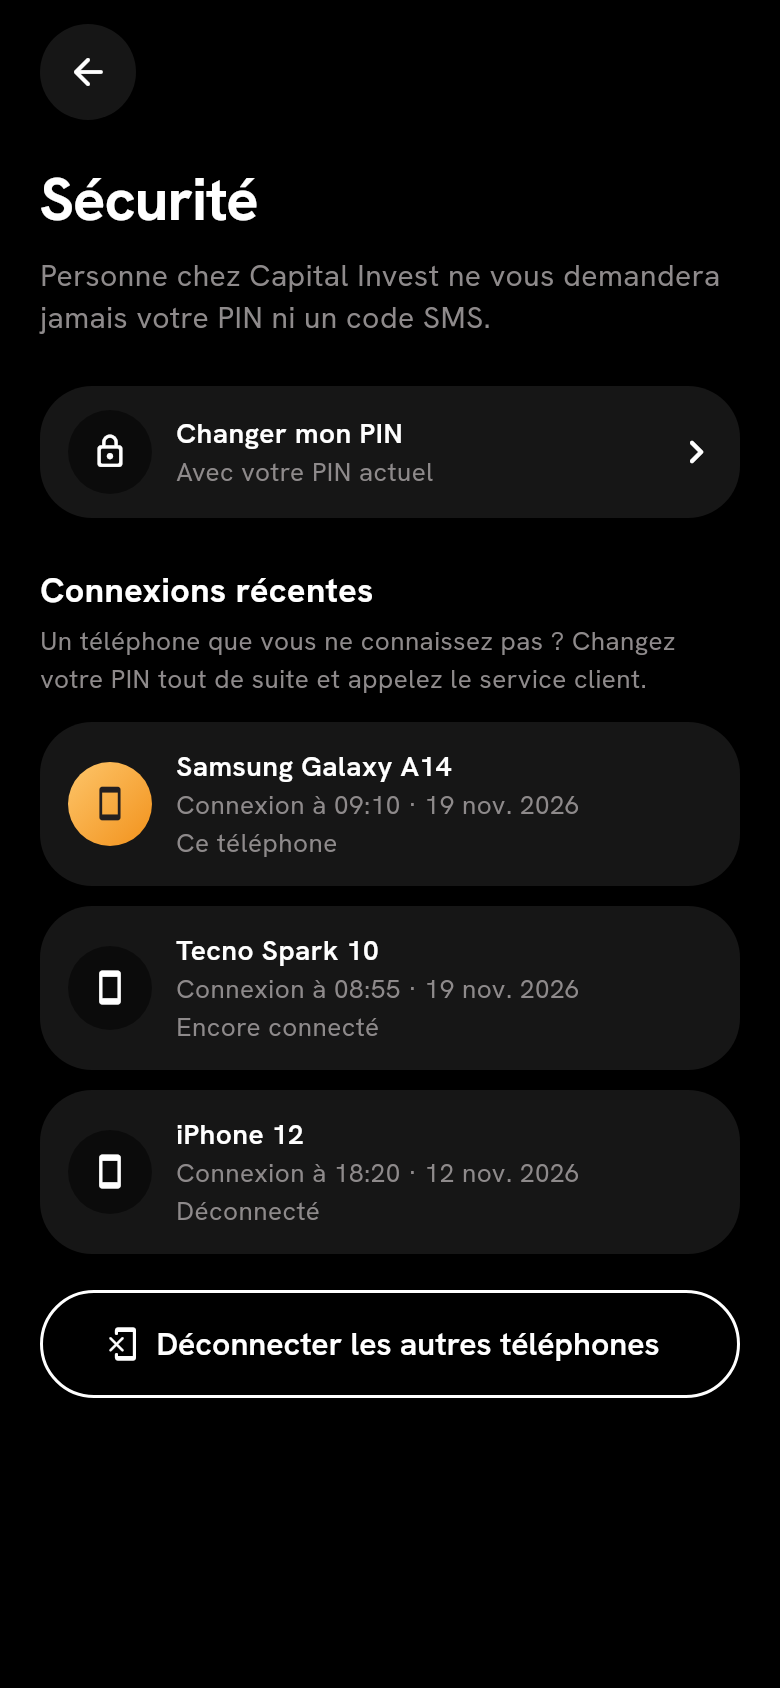 Sécurité
Personne chez Capital Invest ne vous demandera
jamais votre PIN ni un code SMS.
Changer mon PIN
Avec votre PIN actuel
Connexions récentes
Un téléphone que vous ne connaissez pas ? Changez
votre PIN tout de suite et appelez le service client.
Samsung Galaxy A14
Connexion à 09:10 · 19 nov. 2026
Ce téléphone
Tecno Spark 10
Connexion à 08:55 · 19 nov. 2026
Encore connecté
iPhone 12
Connexion à 18:20 · 12 nov. 2026
Déconnecté
Déconnecter les autres téléphones